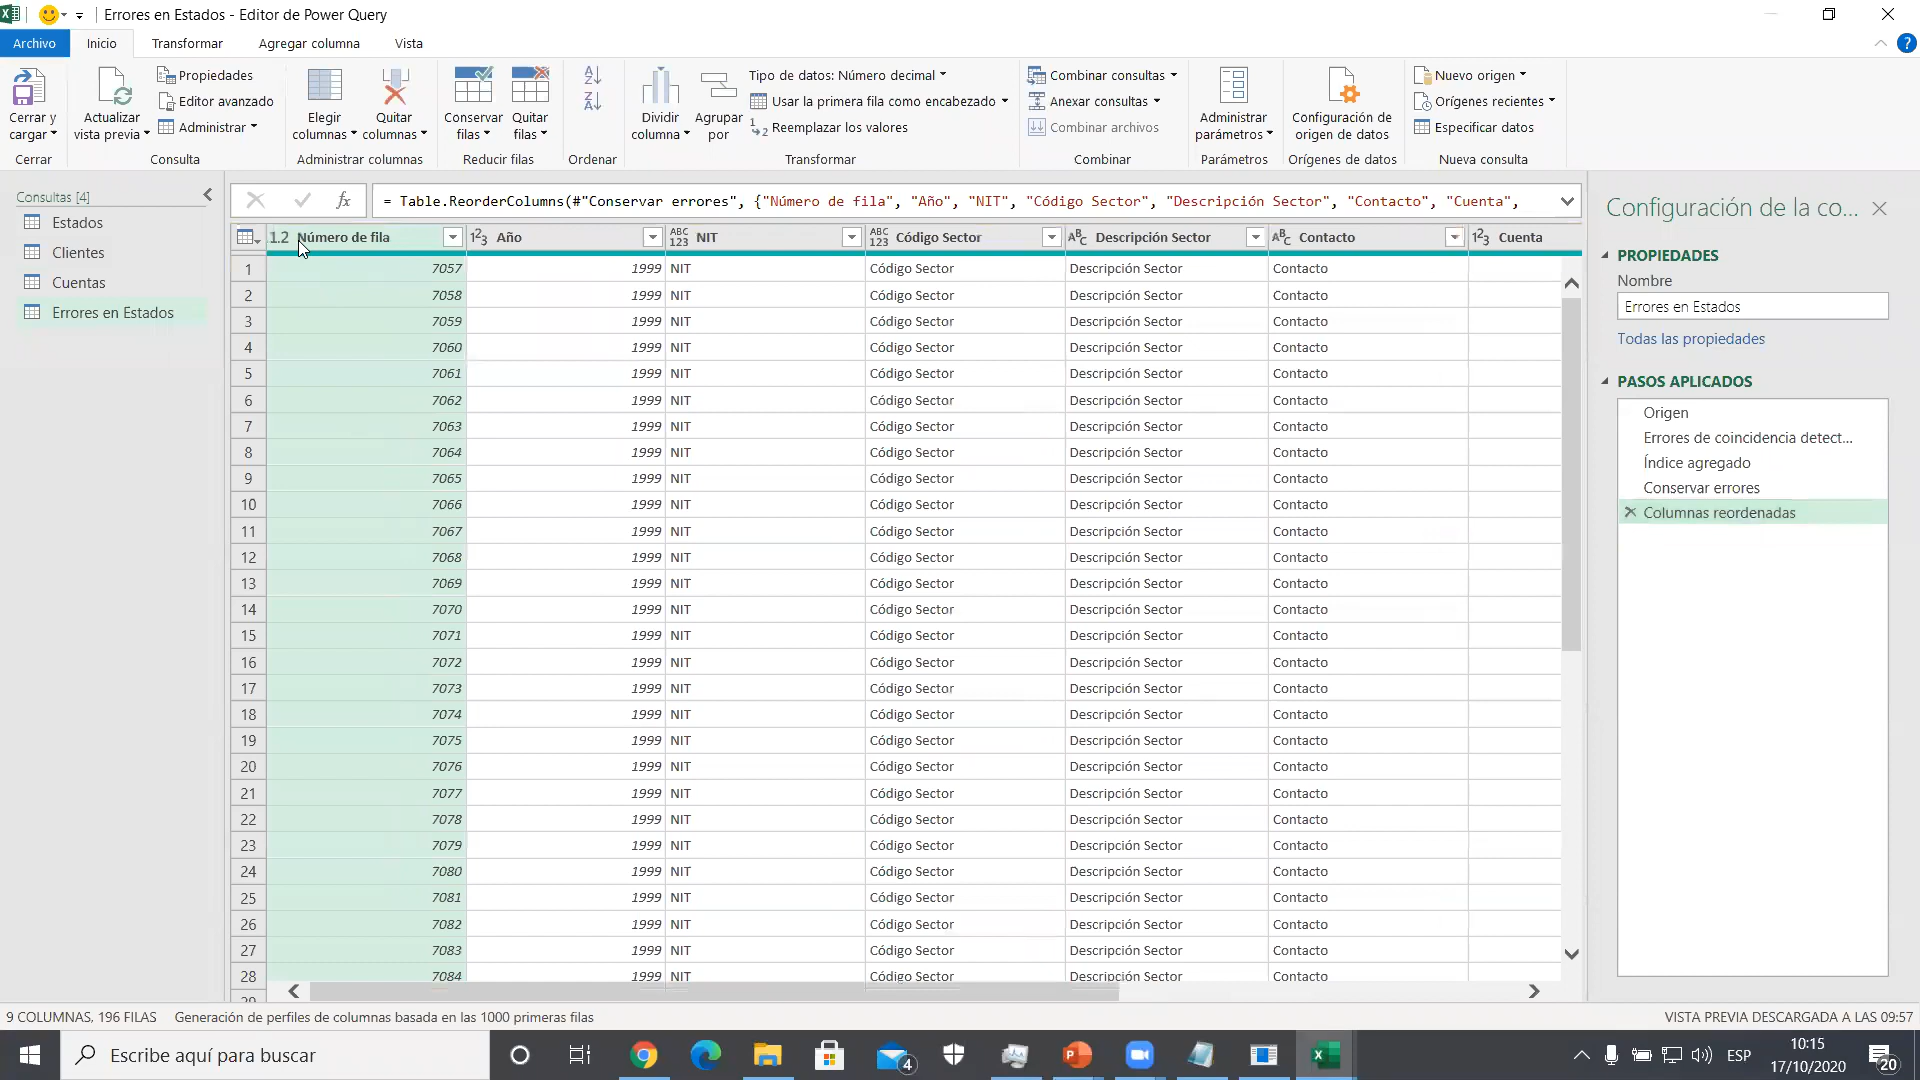 Errores en Estados - Editor de Power Query
Archivo Inicio Transformar Agregar columna Vista
Cerrar y cargar
Cerrar
Actualizar vista previa
Propiedades
Editor avanzado
Administrar
Consulta
Elegir columnas
Quitar columnas
Administrar columnas
Conservar filas
Quitar filas
Reducir filas
Ordenar
Dividir columna
Agrupar por
Tipo de datos: Número decimal
Usar la primera fila como encabezado
Reemplazar los valores
Transformar
Combinar consultas
Anexar consultas
Combinar archivos
Combinar
Administrar parámetros
Parámetros
Configuración de origen de datos
Orígenes de datos
Nuevo origen
Orígenes recientes
Especificar datos
Nueva consulta
Consultas [4]
Estados
Clientes
Cuentas
Errores en Estados
fx = Table.ReorderColumns(#"Conservar errores", {"Número de fila", "Año", "NIT", "Código Sector", "Descripción Sector", "Contacto", "Cuenta",
1.2 Número de fila 123 Año ABC 123 NIT ABC 123 Código Sector ABC Descripción Sector ABC Contacto 123 Cuenta
1 7057 1999 NIT Código Sector Descripción Sector Contacto
2 7058 1999 NIT Código Sector Descripción Sector Contacto
3 7059 1999 NIT Código Sector Descripción Sector Contacto
4 7060 1999 NIT Código Sector Descripción Sector Contacto
5 7061 1999 NIT Código Sector Descripción Sector Contacto
6 7062 1999 NIT Código Sector Descripción Sector Contacto
7 7063 1999 NIT Código Sector Descripción Sector Contacto
8 7064 1999 NIT Código Sector Descripción Sector Contacto
9 7065 1999 NIT Código Sector Descripción Sector Contacto
10 7066 1999 NIT Código Sector Descripción Sector Contacto
11 7067 1999 NIT Código Sector Descripción Sector Contacto
12 7068 1999 NIT Código Sector Descripción Sector Contacto
13 7069 1999 NIT Código Sector Descripción Sector Contacto
14 7070 1999 NIT Código Sector Descripción Sector Contacto
15 7071 1999 NIT Código Sector Descripción Sector Contacto
16 7072 1999 NIT Código Sector Descripción Sector Contacto
17 7073 1999 NIT Código Sector Descripción Sector Contacto
18 7074 1999 NIT Código Sector Descripción Sector Contacto
19 7075 1999 NIT Código Sector Descripción Sector Contacto
20 7076 1999 NIT Código Sector Descripción Sector Contacto
21 7077 1999 NIT Código Sector Descripción Sector Contacto
22 7078 1999 NIT Código Sector Descripción Sector Contacto
23 7079 1999 NIT Código Sector Descripción Sector Contacto
24 7080 1999 NIT Código Sector Descripción Sector Contacto
25 7081 1999 NIT Código Sector Descripción Sector Contacto
26 7082 1999 NIT Código Sector Descripción Sector Contacto
27 7083 1999 NIT Código Sector Descripción Sector Contacto
28 7084 1999 NIT Código Sector Descripción Sector Contacto
29
Configuración de la co...
PROPIEDADES
Nombre
Errores en Estados
Todas las propiedades
PASOS APLICADOS
Origen
Errores de coincidencia detect...
Índice agregado
Conservar errores
Columnas reordenadas
9 COLUMNAS, 196 FILAS Generación de perfiles de columnas basada en las 1000 primeras filas VISTA PREVIA DESCARGADA A LAS 09:57
Escribe aquí para buscar
4
ESP
10:15
17/10/2020
20